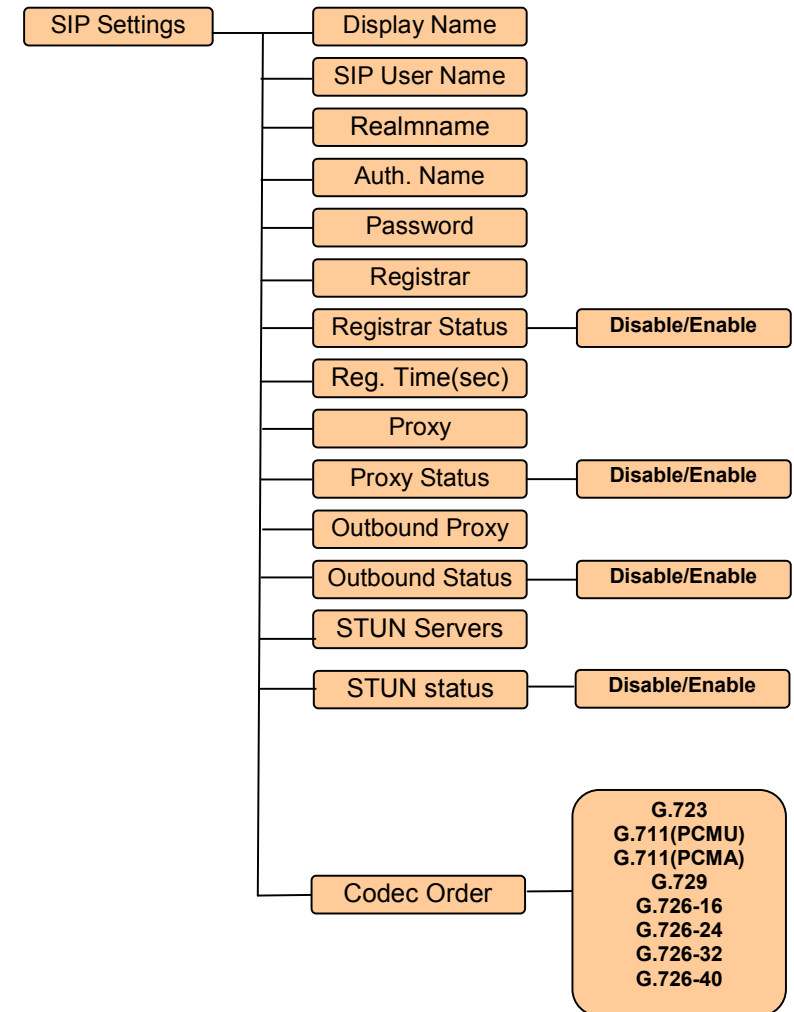 SIP Settings
Display Name
SIP User Name
Realmname
Auth. Name
Password
Registrar
Registrar Status
Disable/Enable
Reg. Time(sec)
Proxy
Proxy Status
Disable/Enable
Outbound Proxy
Outbound Status
Disable/Enable
STUN Servers
STUN status
Disable/Enable
Codec Order
G.723
G.711(PCMU)
G.711(PCMA)
G.729
G.726-16
G.726-24
G.726-32
G.726-40